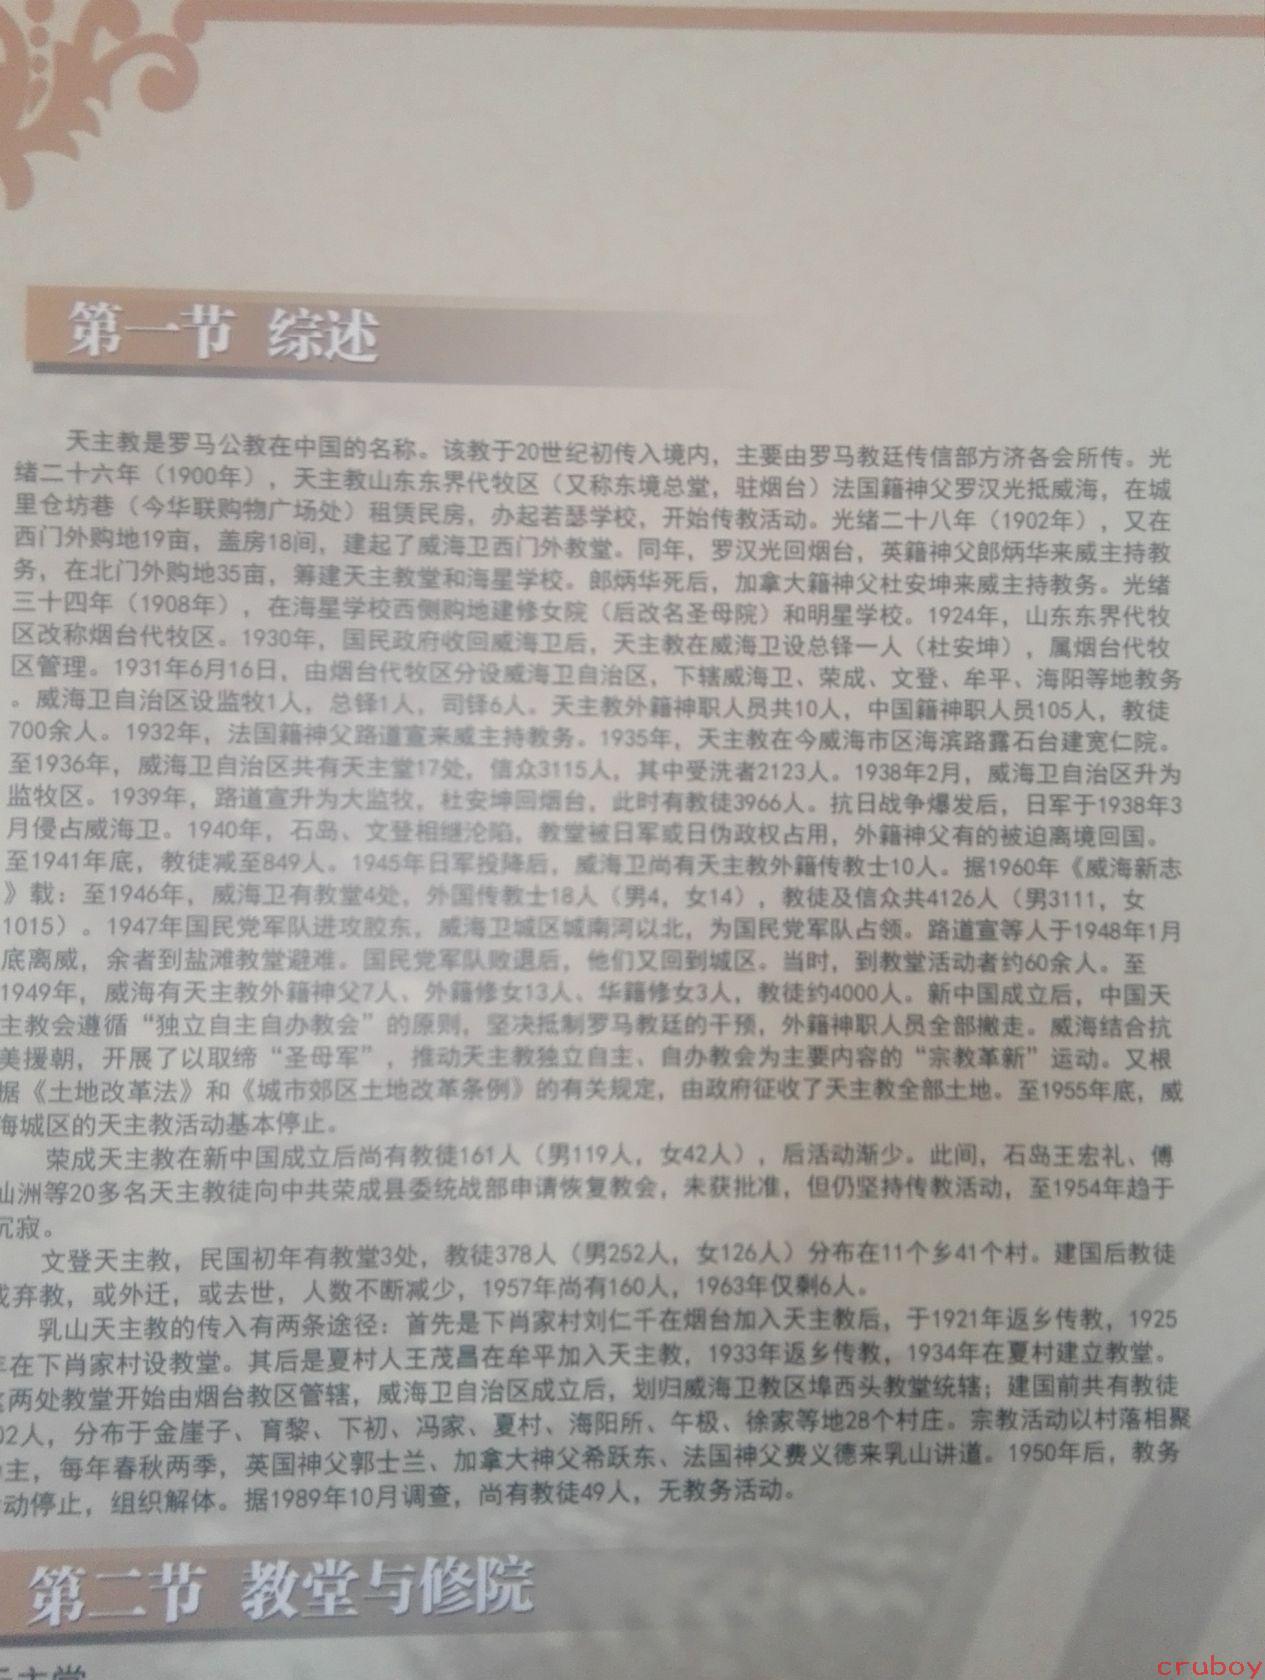 第一节 综述
天主教是罗马公教在中国的名称。该教于20世纪初传入境内，主要由罗马教廷传信部方济各会所传。光
绪二十六年（1900年），天主教山东东界代牧区（又称东境总堂，驻烟台）法国籍神父罗汉光抵威海，在城
里仓坊巷（今华联购物广场处）租赁民房，办起若瑟学校，开始传教活动。光绪二十八年（1902年），又在
西门外购地19亩，盖房18间，建起了威海卫西门外教堂。同年，罗汉光回烟台，英籍神父郎炳华来威主持教
务，在北门外购地35亩，筹建天主教堂和海星学校。郎炳华死后，加拿大籍神父杜安坤来威主持教务。光绪
三十四年（1908年），在海星学校西侧购地建修女院（后改名圣母院）和明星学校。1924年，山东东界代牧
区改称烟台代牧区。1930年，国民政府收回威海卫后，天主教在威海卫设总铎一人（杜安坤），属烟台代牧
区管理。1931年6月16日，由烟台代牧区分设威海卫自治区，下辖威海卫、荣成、文登、牟平、海阳等地教务
。威海卫自治区设监牧1人，总铎1人，司铎6人。天主教外籍神职人员共10人，中国籍神职人员105人，教徒
700余人。1932年，法国籍神父路道宣来威主持教务。1935年，天主教在今威海市区海滨路露石台建宽仁院。
至1936年，威海卫自治区共有天主堂17处，信众3115人，其中受洗者2123人。1938年2月，威海卫自治区升为
监牧区。1939年，路道宣升为大监牧，杜安坤回烟台，此时有教徒3966人。抗日战争爆发后，日军于1938年3
月侵占威海卫。1940年，石岛、文登相继沦陷，教堂被日军或日伪政权占用，外籍神父有的被迫离境回国。
至1941年底，教徒减至849人。1945年日军投降后，威海卫尚有天主教外籍传教士10人。据1960年《威海新志
》载：至1946年，威海卫有教堂4处，外国传教士18人（男4，女14），教徒及信众共4126人（男3111，女
1015）。1947年国民党军队进攻胶东，威海卫城区城南河以北，为国民党军队占领。路道宣等人于1948年1月
底离威，余者到盐滩教堂避难。国民党军队败退后，他们又回到城区。当时，到教堂活动者约60余人。至
1949年，威海有天主教外籍神父7人、外籍修女13人、华籍修女3人，教徒约4000人。新中国成立后，中国天
主教会遵循“独立自主自办教会”的原则，坚决抵制罗马教廷的干预，外籍神职人员全部撤走。威海结合抗
美援朝，开展了以取缔“圣母军”，推动天主教独立自主、自办教会为主要内容的“宗教革新”运动。又根
据《土地改革法》和《城市郊区土地改革条例》的有关规定，由政府征收了天主教全部土地。至1955年底，威
海城区的天主教活动基本停止。
荣成天主教在新中国成立后尚有教徒161人（男119人，女42人），后活动渐少。此间，石岛王宏礼、傅
仙洲等20多名天主教徒向中共荣成县委统战部申请恢复教会，未获批准，但仍坚持传教活动，至1954年趋于
沉寂。
文登天主教，民国初年有教堂3处，教徒378人（男252人，女126人）分布在11个乡41个村。建国后教徒
或弃教，或外迁，或去世，人数不断减少，1957年尚有160人，1963年仅剩6人。
乳山天主教的传入有两条途径：首先是下肖家村刘仁千在烟台加入天主教后，于1921年返乡传教，1925
年在下肖家村设教堂。其后是夏村人王茂昌在牟平加入天主教，1933年返乡传教，1934年在夏村建立教堂。
这两处教堂开始由烟台教区管辖，威海卫自治区成立后，划归威海卫教区埠西头教堂统辖；建国前共有教徒
02人，分布于金崖子、育黎、下初、冯家、夏村、海阳所、午极、徐家等地28个村庄。宗教活动以村落相聚
主，每年春秋两季，英国神父郭士兰、加拿大神父希跃东、法国神父费义德来乳山讲道。1950年后，教务
动停止，组织解体。据1989年10月调查，尚有教徒49人，无教务活动。
第二节 教堂与修院
天主堂
cruboy